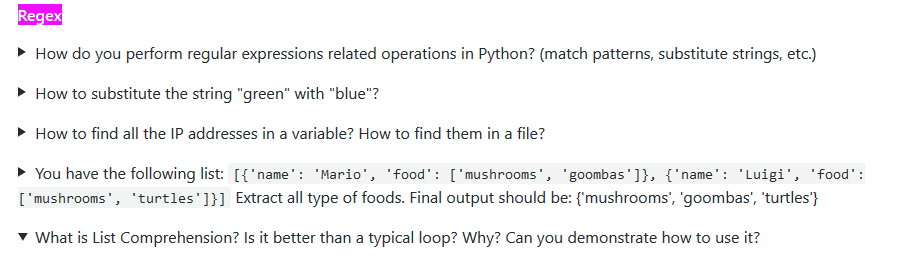 Regex
How do you perform regular expressions related operations in Python? (match patterns, substitute strings, etc.)
How to substitute the string "green" with "blue"?
How to find all the IP addresses in a variable? How to find them in a file?
You have the following list: [{'name': 'Mario', 'food': ['mushrooms', 'goombas']}, {'name': 'Luigi', 'food':
['mushrooms', 'turtles']}] Extract all type of foods. Final output should be: {'mushrooms', 'goombas', 'turtles'}
What is List Comprehension? Is it better than a typical loop? Why? Can you demonstrate how to use it?